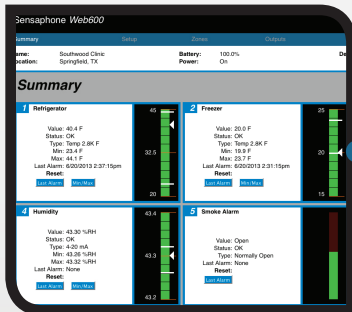 Sensaphone Web600
Summary Setup Zones Outputs
Name: Southwood Clinic Battery: 100.0% De
Location: Springfield, TX Power: On
Summary
1 Refrigerator 45
Value: 40.4 F
Status: OK
Type: Temp 2.8K F
Min: 23.4 F 32.5
Max: 44.1 F
Last Alarm: 6/20/2013 2:37:15pm
Reset:
Last Alarm Min/Max
20
2 Freezer 25
Value: 20.0 F
Status: OK
Type: Temp 2.8K F
Min: 19.9 F 20
Max: 23.7 F
Last Alarm: 6/20/2013 2:31:15pm
Reset:
Last Alarm Min/Max
15
4 Humidity 43.4
Value: 43.30 %RH
Status: OK
Type: 4-20 mA
Min: 43.26 %RH 43.3
Max: 43.32 %RH
Last Alarm: None
Reset:
Last Alarm Min/Max
43.2
5 Smoke Alarm
Value: Open
Status: OK
Type: Normally Open
Last Alarm: None
Reset:
Last Alarm